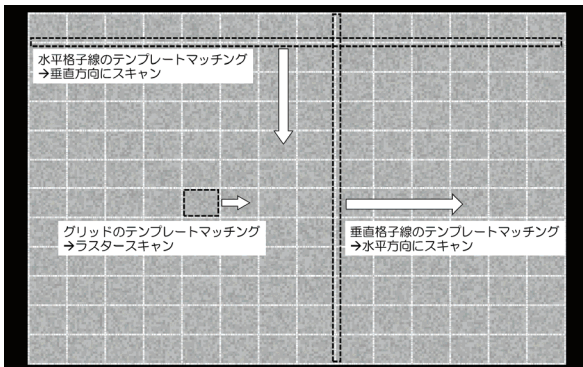 水平格子線のテンプレートマッチング
→垂直方向にスキャン
グリッドのテンプレートマッチング
→ラスタースキャン
垂直格子線のテンプレートマッチング
→水平方向にスキャン